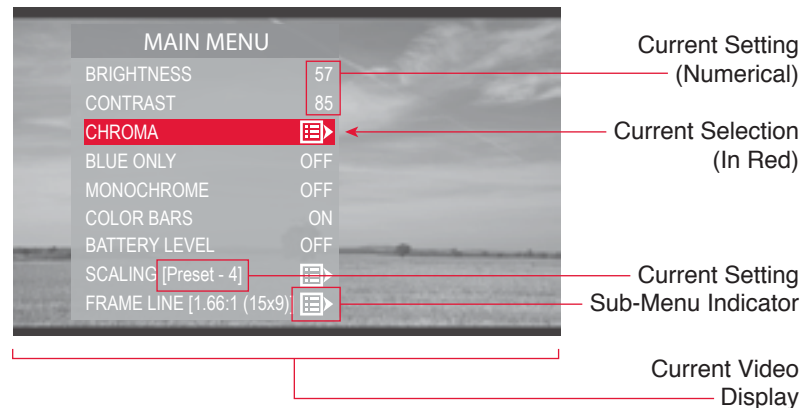 MAIN MENU
BRIGHTNESS 57
CONTRAST 85
CHROMA
BLUE ONLY OFF
MONOCHROME OFF
COLOR BARS ON
BATTERY LEVEL OFF
SCALING [Preset - 4]
FRAME LINE [1.66:1 (15x9)]
Current Setting
(Numerical)
Current Selection
(In Red)
Current Setting
Sub-Menu Indicator
Current Video
Display